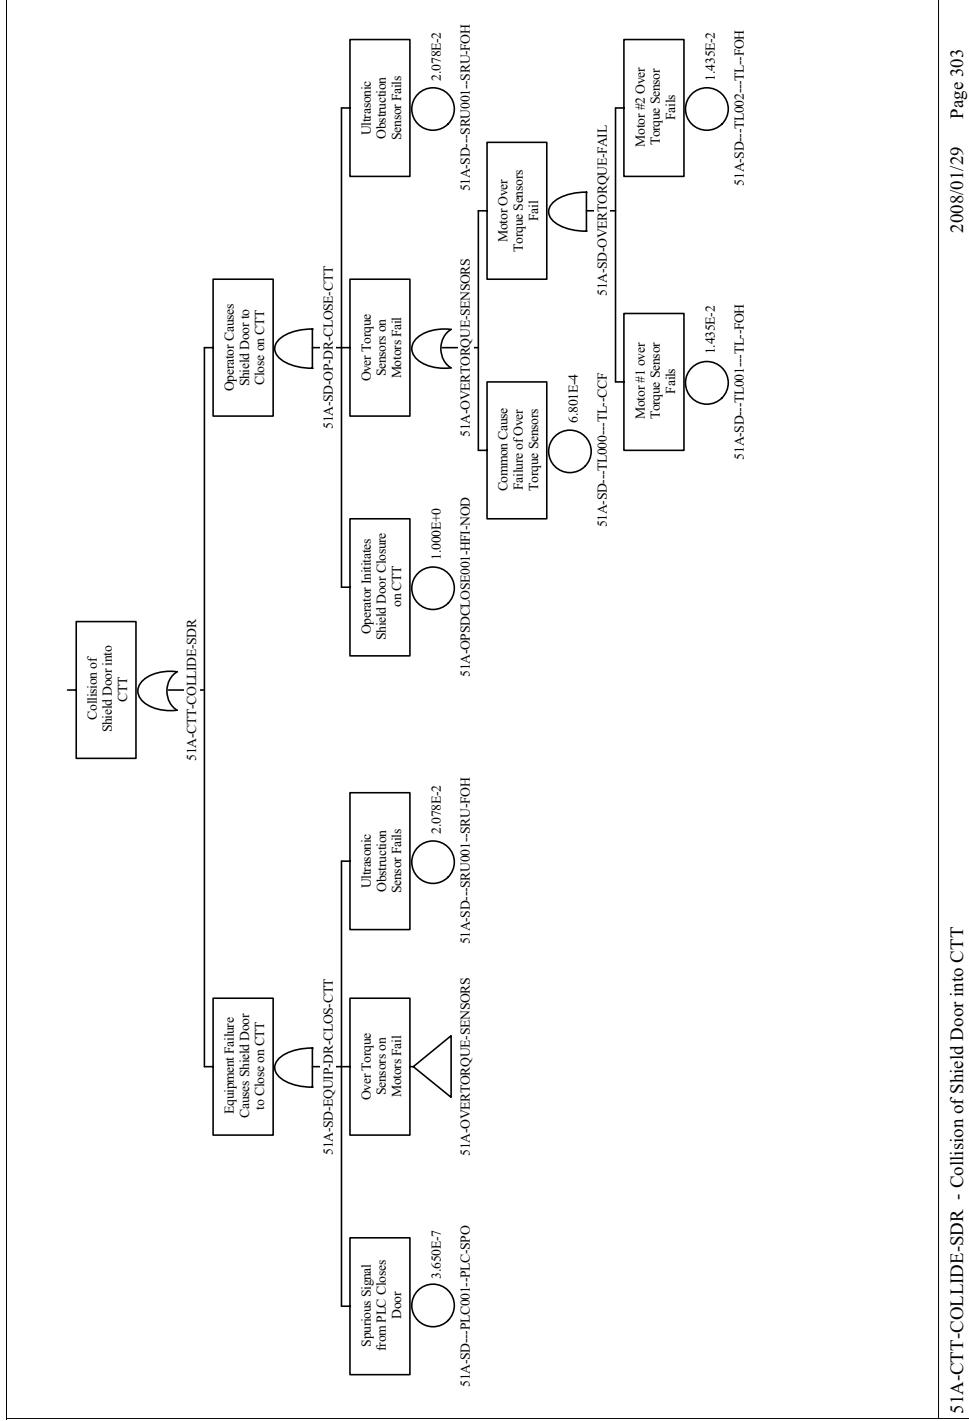 Collision of
Shield Door into
CTT
51A-CTT-COLLIDE-SDR
Equipment Failure
Causes Shield Door
to Close on CTT
51A-SD-EQUIP-DR-CLOS-CTT
Operator Causes
Shield Door to
Close on CTT
51A-SD-OP-DR-CLOSE-CTT
Spurious Signal
from PLC Closes
Door
3.650E-7
51A-SD---PLC001--PLC-SPO
Over Torque
Sensors on
Motors Fail
51A-OVERTORQUE-SENSORS
Ultrasonic
Obstruction
Sensor Fails
2.078E-2
51A-SD---SRU001--SRU-FOH
Operator Inititates
Shield Door Closure
on CTT
1.000E+0
51A-OPSDCLOSE001-HFI-NOD
Over Torque
Sensors on
Motors Fail
51A-OVERTORQUE-SENSORS
Ultrasonic
Obstruction
Sensor Fails
2.078E-2
51A-SD---SRU001--SRU-FOH
Common Cause
Failure of Over
Torque Sensors
6.801E-4
51A-SD---TL000---TL--CCF
Motor Over
Torque Sensors
Fail
51A-SD-OVERTORQUE-FAIL
Motor #1 over
Torque Sensor
Fails
1.435E-2
51A-SD---TL001---TL--FOH
Motor #2 Over
Torque Sensor
Fails
1.435E-2
51A-SD---TL002---TL--FOH
51A-CTT-COLLIDE-SDR - Collision of Shield Door into CTT
2008/01/29 Page 303